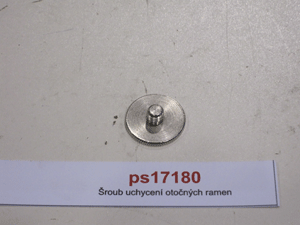 ps17180
Šroub uchycení otočných ramen